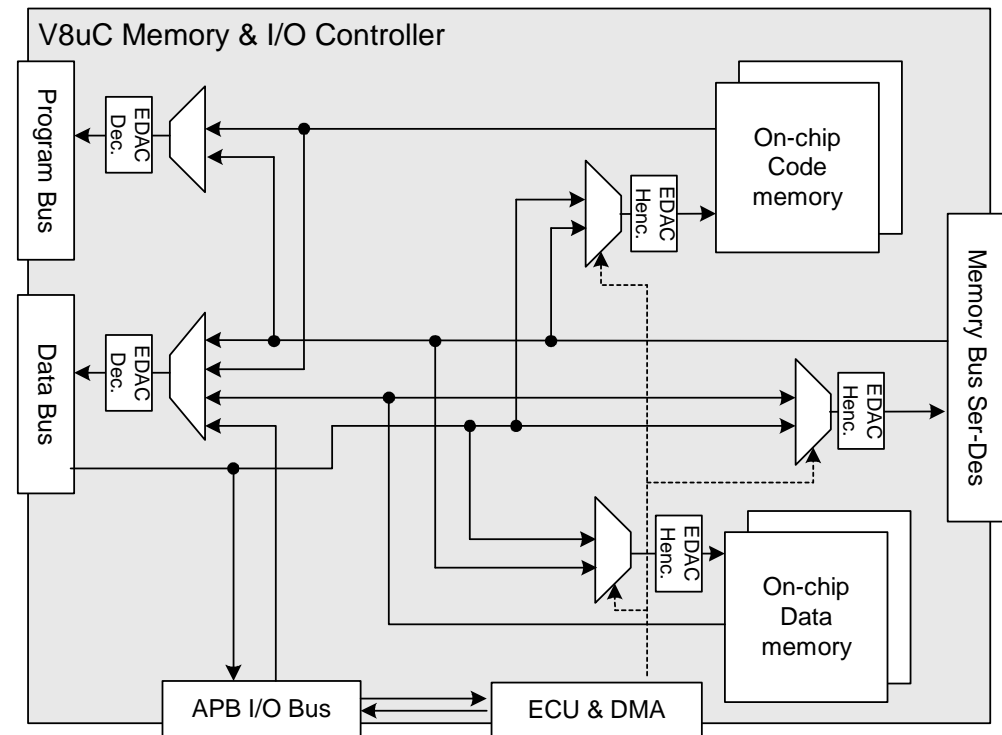 V8uC Memory & I/O Controller
Program Bus
EDAC
Dec.
On-chip
Code
memory
EDAC
Henc.
Memory Bus Ser-Des
Data Bus
EDAC
Dec.
EDAC
Henc.
EDAC
Henc.
On-chip
Data
memory
APB I/O Bus
ECU & DMA